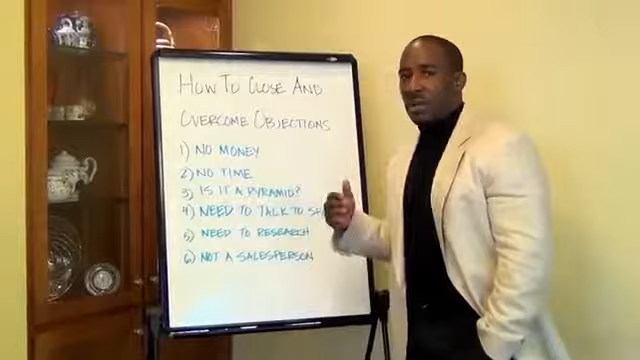 HOW TO CLOSE AND
OVERCOME OBJECTIONS
1) NO MONEY
2) NO TIME
3) IS IT A PYRAMID?
4) NEED TO TALK TO
5) NEED TO RESEARCH
6) NOT A SALESPERSON